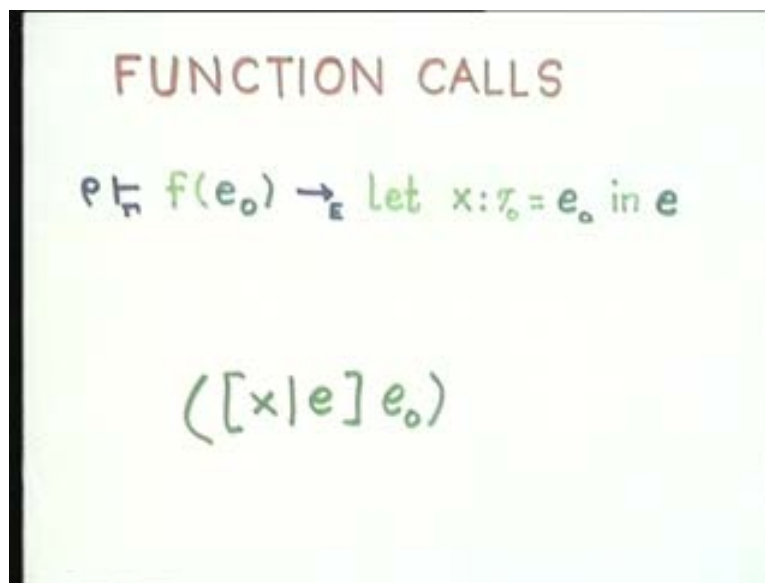 FUNCTION CALLS
ρ ⊢Γ f(e₀) →E let x:τ₀ = e₀ in e
([x|e] e₀)